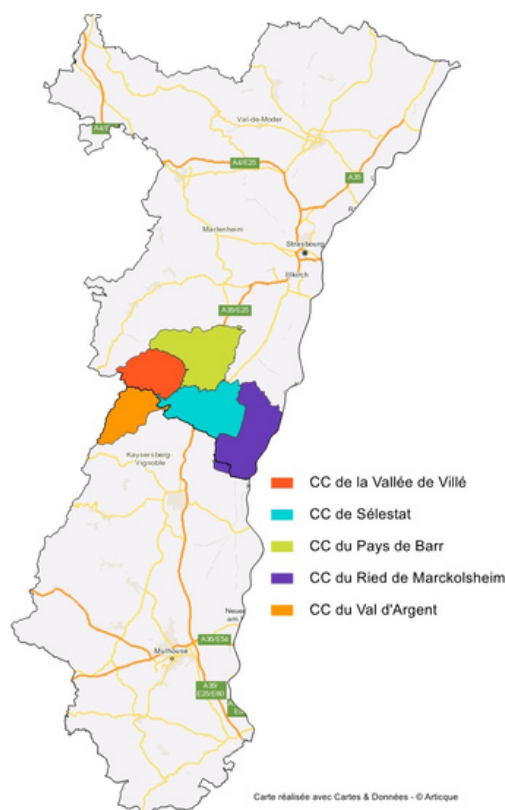 Val-de-Moder
A4/E25
A35
Marlenheim
Strasbourg
Illkirch
A35/E25
Kaysersberg-
Vignoble
CC de la Vallée de Villé
CC de Sélestat
CC du Pays de Barr
CC du Ried de Marckolsheim
CC du Val d'Argent
Neuen
am
A36/E54
Mulhouse
A35/
E25/E60
Carte réalisée avec Cartes & Données - © Articque